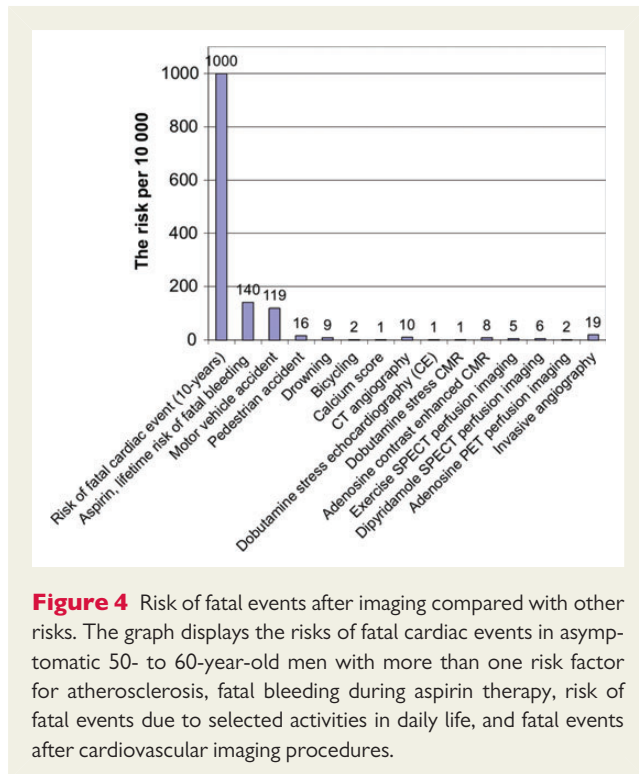 The risk per 10 000
1000
800
600
400
200
0
1000
140
119
16
9
2
1
10
1
1
8
5
6
2
19
Risk of fatal cardiac event (10-years)
Aspirin, lifetime risk of fatal bleeding
Motor vehicle accident
Pedestrian accident
Drowning
Bicycling
Calcium score
CT angiography
Dobutamine stress echocardiography (CE)
Dobutamine stress CMR
Adenosine contrast enhanced CMR
Exercise SPECT perfusion imaging
Dipyridamole SPECT perfusion imaging
Adenosine PET perfusion imaging
Invasive angiography
Figure 4 Risk of fatal events after imaging compared with other
risks. The graph displays the risks of fatal cardiac events in asymp-
tomatic 50- to 60-year-old men with more than one risk factor
for atherosclerosis, fatal bleeding during aspirin therapy, risk of
fatal events due to selected activities in daily life, and fatal events
after cardiovascular imaging procedures.